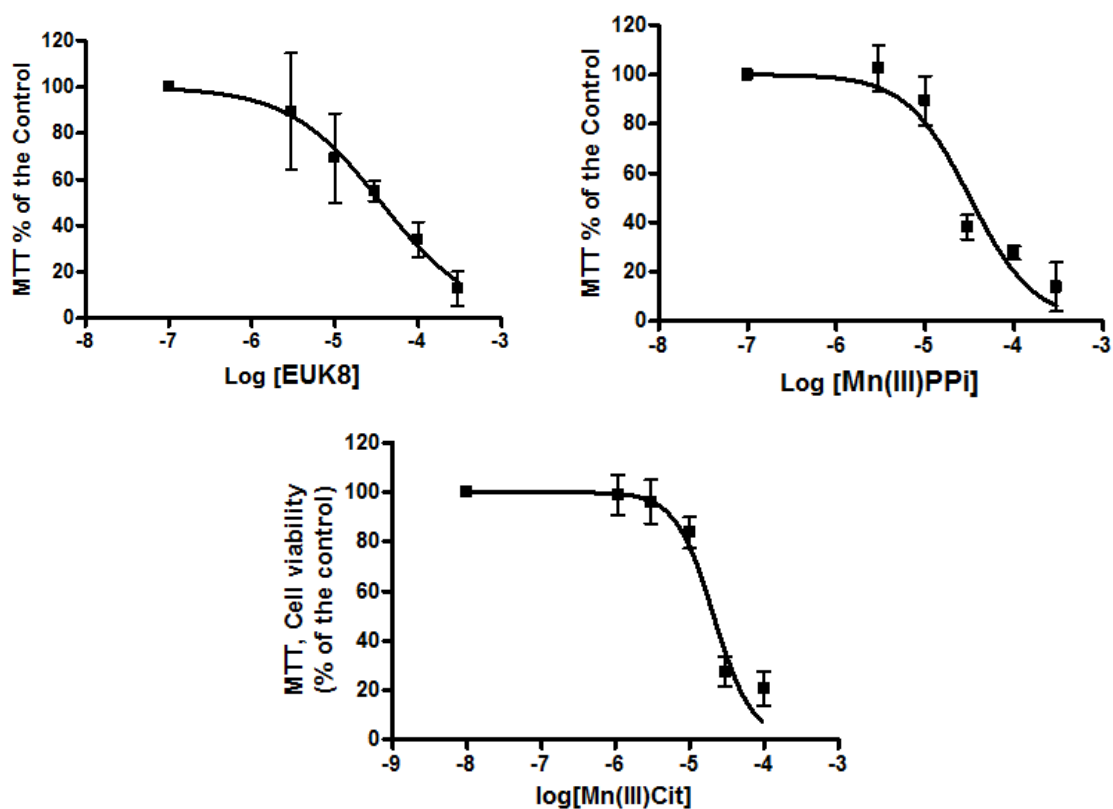 MTT % of the Control
120
100
80
60
40
20
0
-8 -7 -6 -5 -4 -3
Log [EUK8]
MTT % of the Control
120
100
80
60
40
20
0
-8 -7 -6 -5 -4 -3
Log [Mn(III)PPi]
MTT, Cell viability
(% of the control)
120
100
80
60
40
20
0
-9 -8 -7 -6 -5 -4 -3
log[Mn(III)Cit]